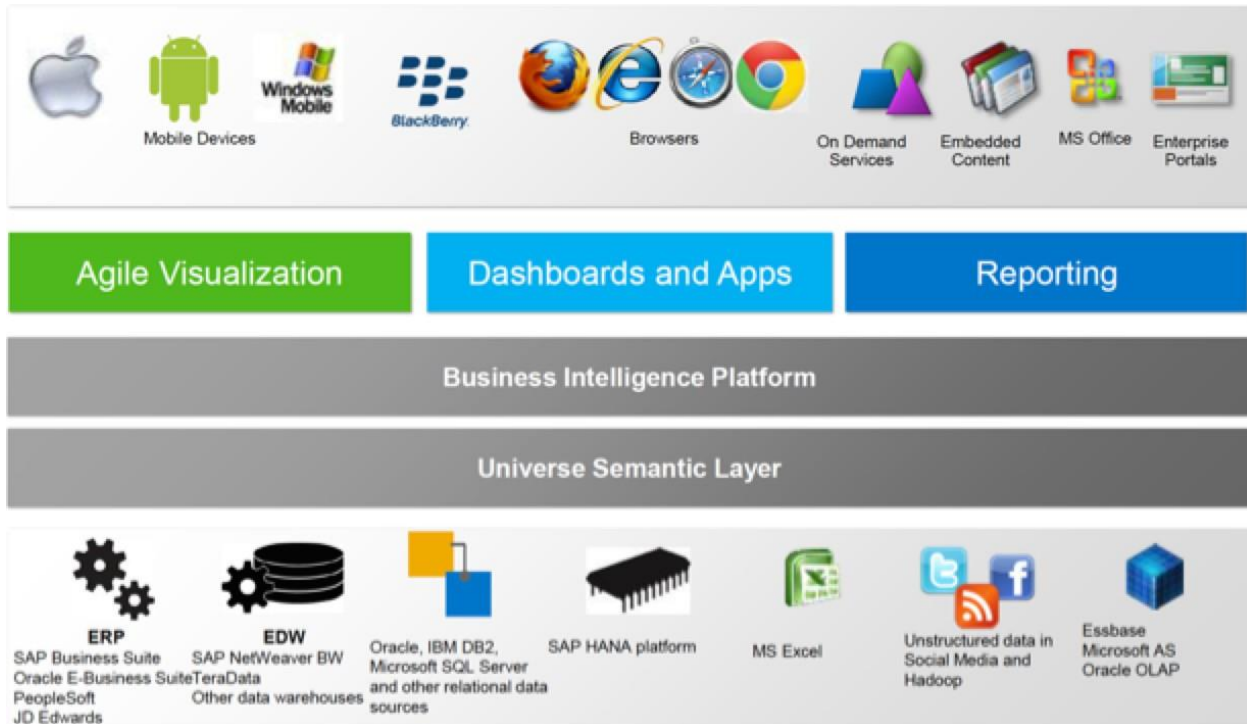 Windows
Mobile
BlackBerry.
Mobile Devices
Browsers
On Demand
Services
Embedded
Content
MS Office
Enterprise
Portals
Agile Visualization
Dashboards and Apps
Reporting
Business Intelligence Platform
Universe Semantic Layer
ERP
SAP Business Suite
Oracle E-Business Suite
PeopleSoft
JD Edwards
EDW
SAP NetWeaver BW
TeraData
Other data warehouses
Oracle, IBM DB2,
Microsoft SQL Server
and other relational data
sources
SAP HANA platform
MS Excel
Unstructured data in
Social Media and
Hadoop
Essbase
Microsoft AS
Oracle OLAP